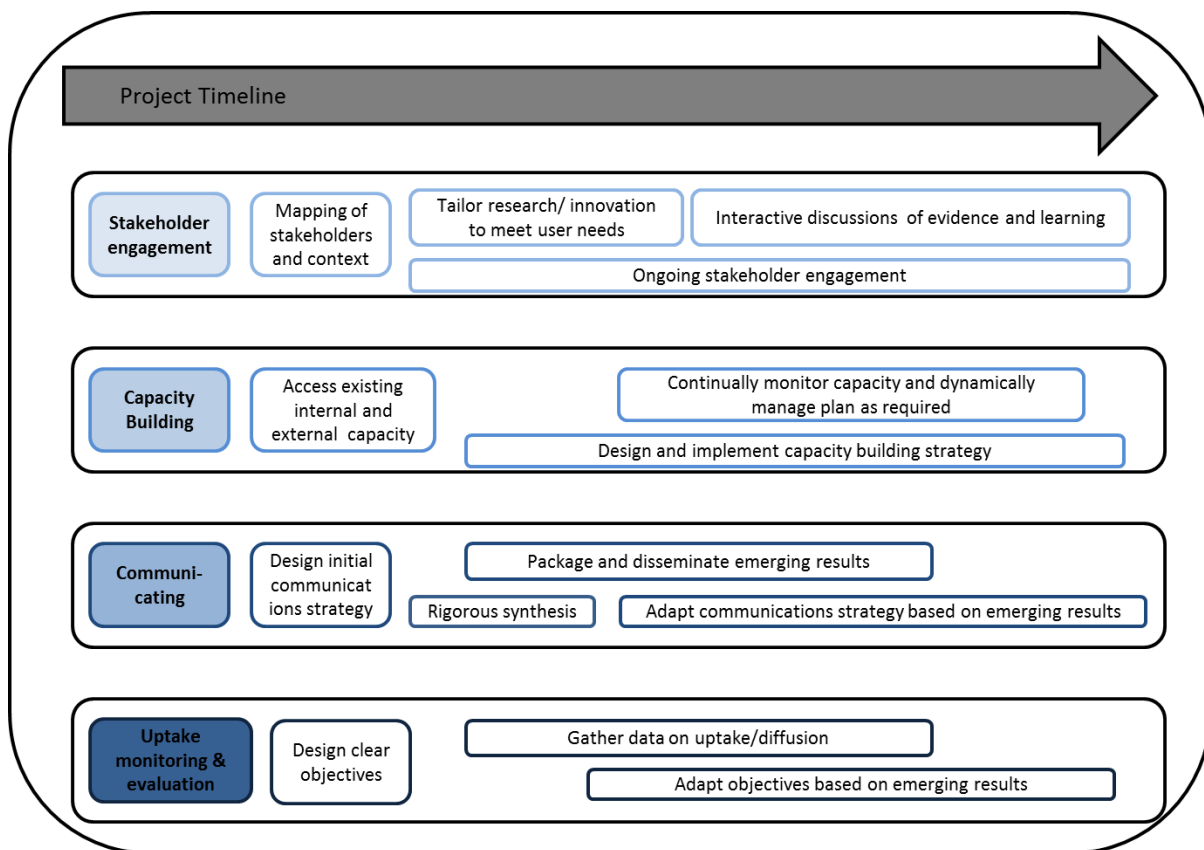 Project Timeline
Stakeholder
engagement
Mapping of
stakeholders
and context
Tailor research/ innovation
to meet user needs
Interactive discussions of evidence and learning
Ongoing stakeholder engagement
Capacity
Building
Access existing
internal and
external capacity
Continually monitor capacity and dynamically
manage plan as required
Design and implement capacity building strategy
Communi-
cating
Design initial
communicat
ions strategy
Package and disseminate emerging results
Rigorous synthesis
Adapt communications strategy based on emerging results
Uptake
monitoring &
evaluation
Design clear
objectives
Gather data on uptake/diffusion
Adapt objectives based on emerging results